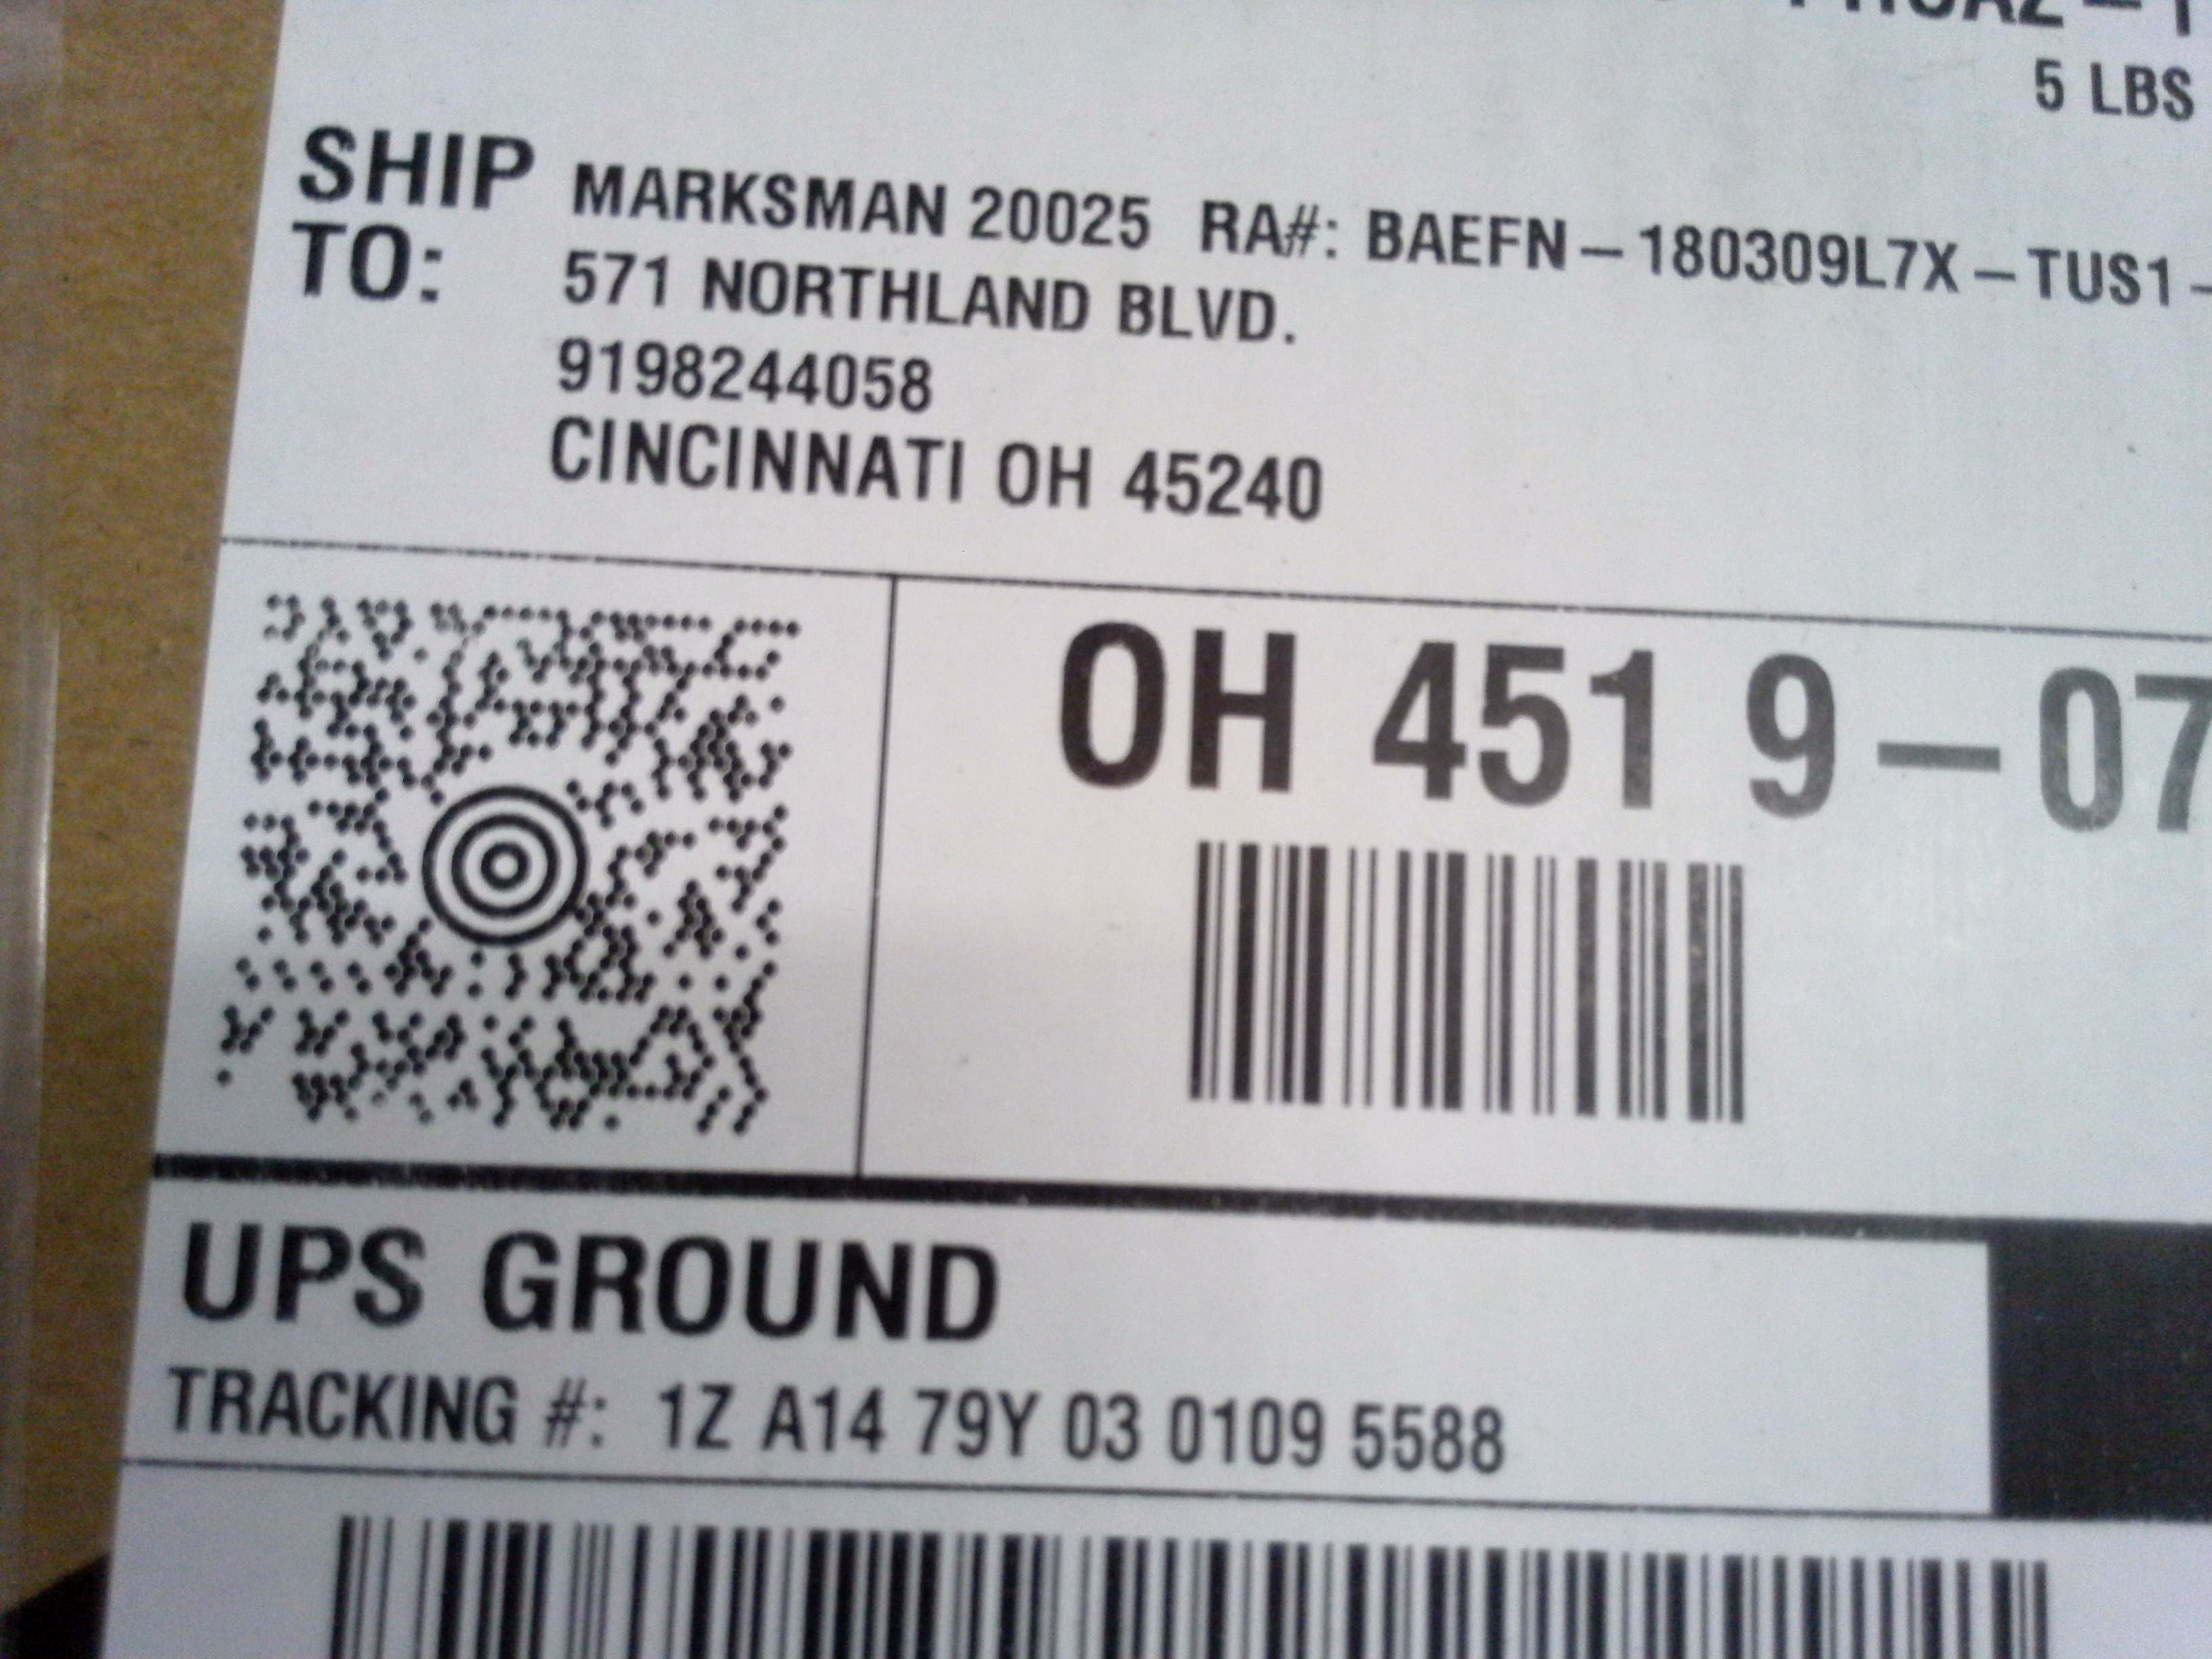 5 LBS
SHIP TO:
MARKSMAN 20025 RA#: BAEFN-180309L7X-TUS1-
571 NORTHLAND BLVD.
9198244058
CINCINNATI OH 45240
OH 451 9-07
UPS GROUND
TRACKING #: 1Z A14 79Y 03 0109 5588